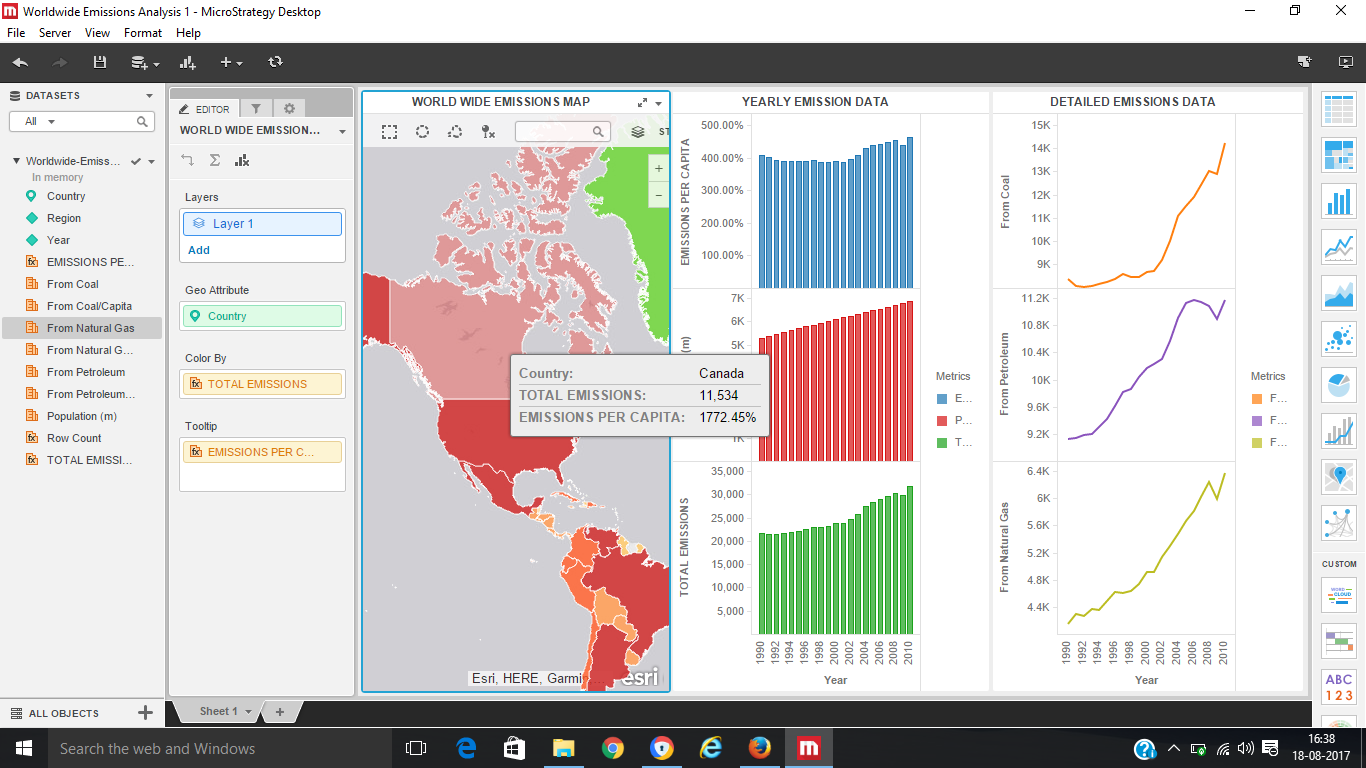 Worldwide Emissions Analysis 1 - MicroStrategy Desktop
File Server View Format Help
DATASETS
All
Worldwide-Emiss...
In memory
Country
Region
Year
EMISSIONS PE...
From Coal
From Coal/Capita
From Natural Gas
From Natural G...
From Petroleum
From Petroleum...
Population (m)
Row Count
TOTAL EMISSI...
ALL OBJECTS
EDITOR
WORLD WIDE EMISSION...
Layers
Layer 1
Add
Geo Attribute
Country
Color By
TOTAL EMISSIONS
Tooltip
EMISSIONS PER C...
WORLD WIDE EMISSIONS MAP
ST
+
−
Country: Canada
TOTAL EMISSIONS: 11,534
EMISSIONS PER CAPITA: 1772.45%
Esri, HERE, Garmi
esri
YEARLY EMISSION DATA
EMISSIONS PER CAPITA
500.00%
400.00%
300.00%
200.00%
100.00%
(m)
7K
6K
5K
1K
TOTAL EMISSIONS
35,000
30,000
25,000
20,000
15,000
10,000
5,000
1990 1992 1994 1996 1998 2000 2002 2004 2006 2008 2010
Year
Metrics
E...
P...
T...
DETAILED EMISSIONS DATA
From Coal
15K
14K
13K
12K
11K
10K
9K
From Petroleum
11.2K
10.8K
10.4K
10K
9.6K
9.2K
From Natural Gas
6.4K
6K
5.6K
5.2K
4.8K
4.4K
1990 1992 1994 1996 1998 2000 2002 2004 2006 2008 2010
Year
Metrics
F...
F...
F...
CUSTOM
WORD
CLOUD
ABC
123
Sheet 1
Search the web and Windows
16:38
18-08-2017